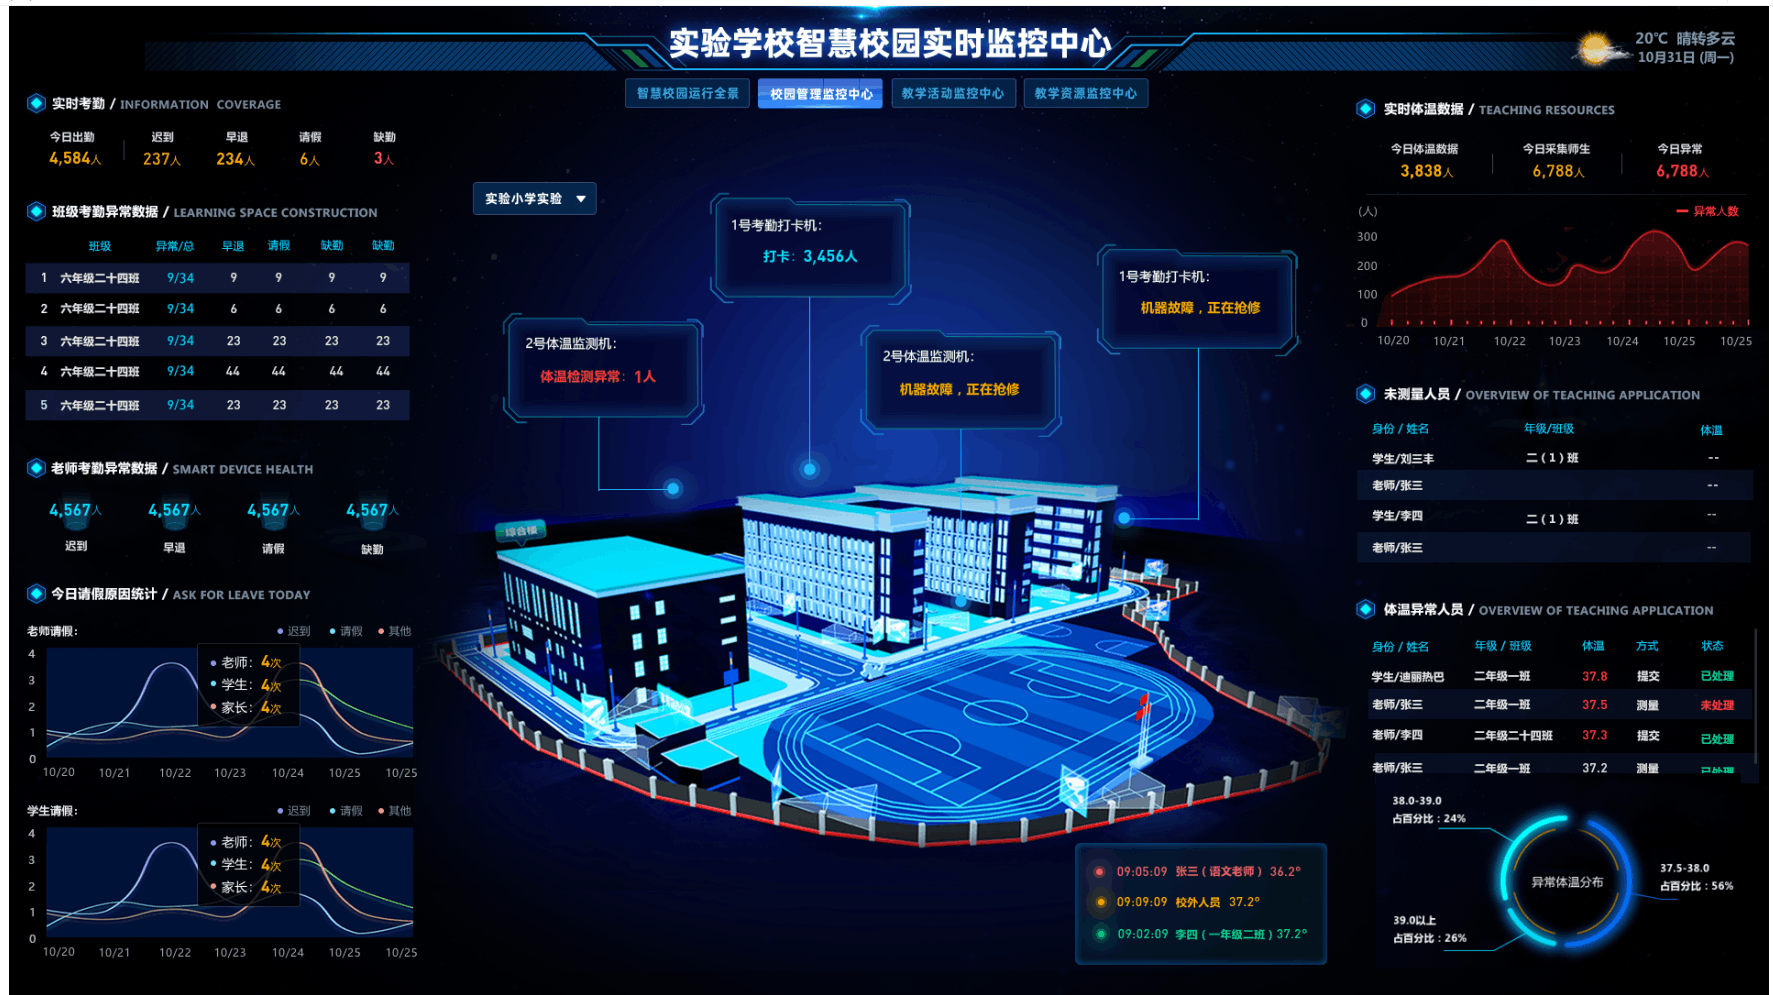 实验学校智慧校园实时监控中心
20℃ 晴转多云
10月31日 (周一)
智慧校园运行全景
校园管理监控中心
教学活动监控中心
教学资源监控中心
实时考勤 / INFORMATION COVERAGE
今日出勤 迟到 早退 请假 缺勤
4,584人 237人 234人 6人 3人
班级考勤异常数据 / LEARNING SPACE CONSTRUCTION
班级 异常/总 早退 请假 缺勤 缺勤
1 六年级二十四班 9/34 9 9 9 9
2 六年级二十四班 9/34 6 6 6 6
3 六年级二十四班 9/34 23 23 23 23
4 六年级二十四班 9/34 44 44 44 44
5 六年级二十四班 9/34 23 23 23 23
老师考勤异常数据 / SMART DEVICE HEALTH
4,567人 4,567人 4,567人 4,567人
迟到 早退 请假 缺勤
今日请假原因统计 / ASK FOR LEAVE TODAY
老师请假:
迟到 请假 其他
4
3
2
1
0
老师: 4次
学生: 4次
家长: 4次
10/20 10/21 10/22 10/23 10/24 10/25 10/25
学生请假:
迟到 请假 其他
4
3
2
1
0
老师: 4次
学生: 4次
家长: 4次
10/20 10/21 10/22 10/23 10/24 10/25 10/25
实验小学实验
1号考勤打卡机:
打卡: 3,456人
1号考勤打卡机:
机器故障，正在抢修
2号体温监测机:
体温检测异常: 1人
2号体温监测机:
机器故障，正在抢修
综合楼
09:05:09 张三 ( 语文老师 ) 36.2°
09:09:09 校外人员 37.2°
09:02:09 李四 ( 一年级二班 ) 37.2°
实时体温数据 / TEACHING RESOURCES
今日体温数据 今日采集师生 今日异常
3,838人 6,788人 6,788人
(人)
异常人数
300
200
100
0
10/20 10/21 10/22 10/23 10/24 10/25 10/25
未测量人员 / OVERVIEW OF TEACHING APPLICATION
身份 / 姓名 年级/班级 体温
学生/刘三丰 二 ( 1 ) 班 --
老师/张三 --
学生/李四 二 ( 1 ) 班 --
老师/张三 --
体温异常人员 / OVERVIEW OF TEACHING APPLICATION
身份 / 姓名 年级 / 班级 体温 方式 状态
学生/迪丽热巴 二年级一班 37.8 提交 已处理
老师/张三 二年级一班 37.5 测量 未处理
老师/李四 二年级二十四班 37.3 提交 已处理
老师/张三 二年级一班 37.2 测量 已处理
38.0-39.0
占百分比：24%
37.5-38.0
占百分比：56%
异常体温分布
39.0以上
占百分比：26%